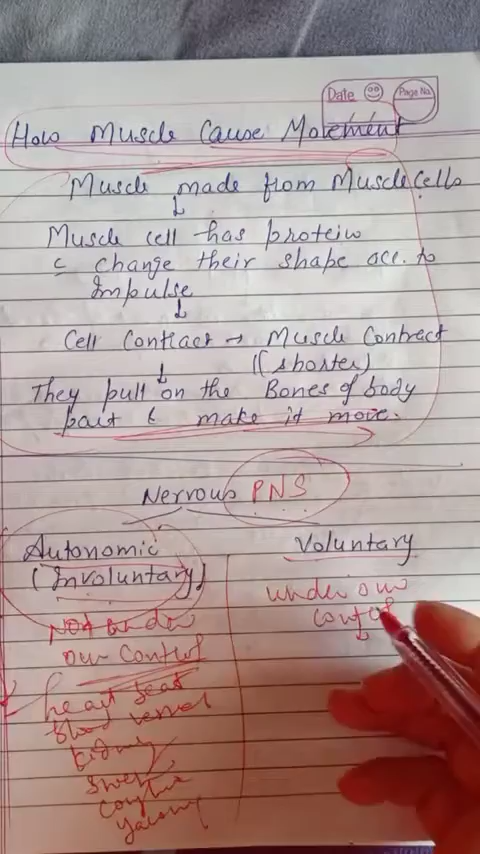 Date Page No.
How Muscle Cause Movement
Muscle made from Muscle cells
↓
Muscle cell has protein
c change their shape acc. to
Impulse
↓
Cell Contract → Muscle Contract
↓ (shorter)
They pull on the Bones of body
part & make it move.
Nervous PNS
Autonomic
(Involuntary)
Not under
our Control
heart beat
Blood vessel
kidney
Voluntary
under our
control
↓